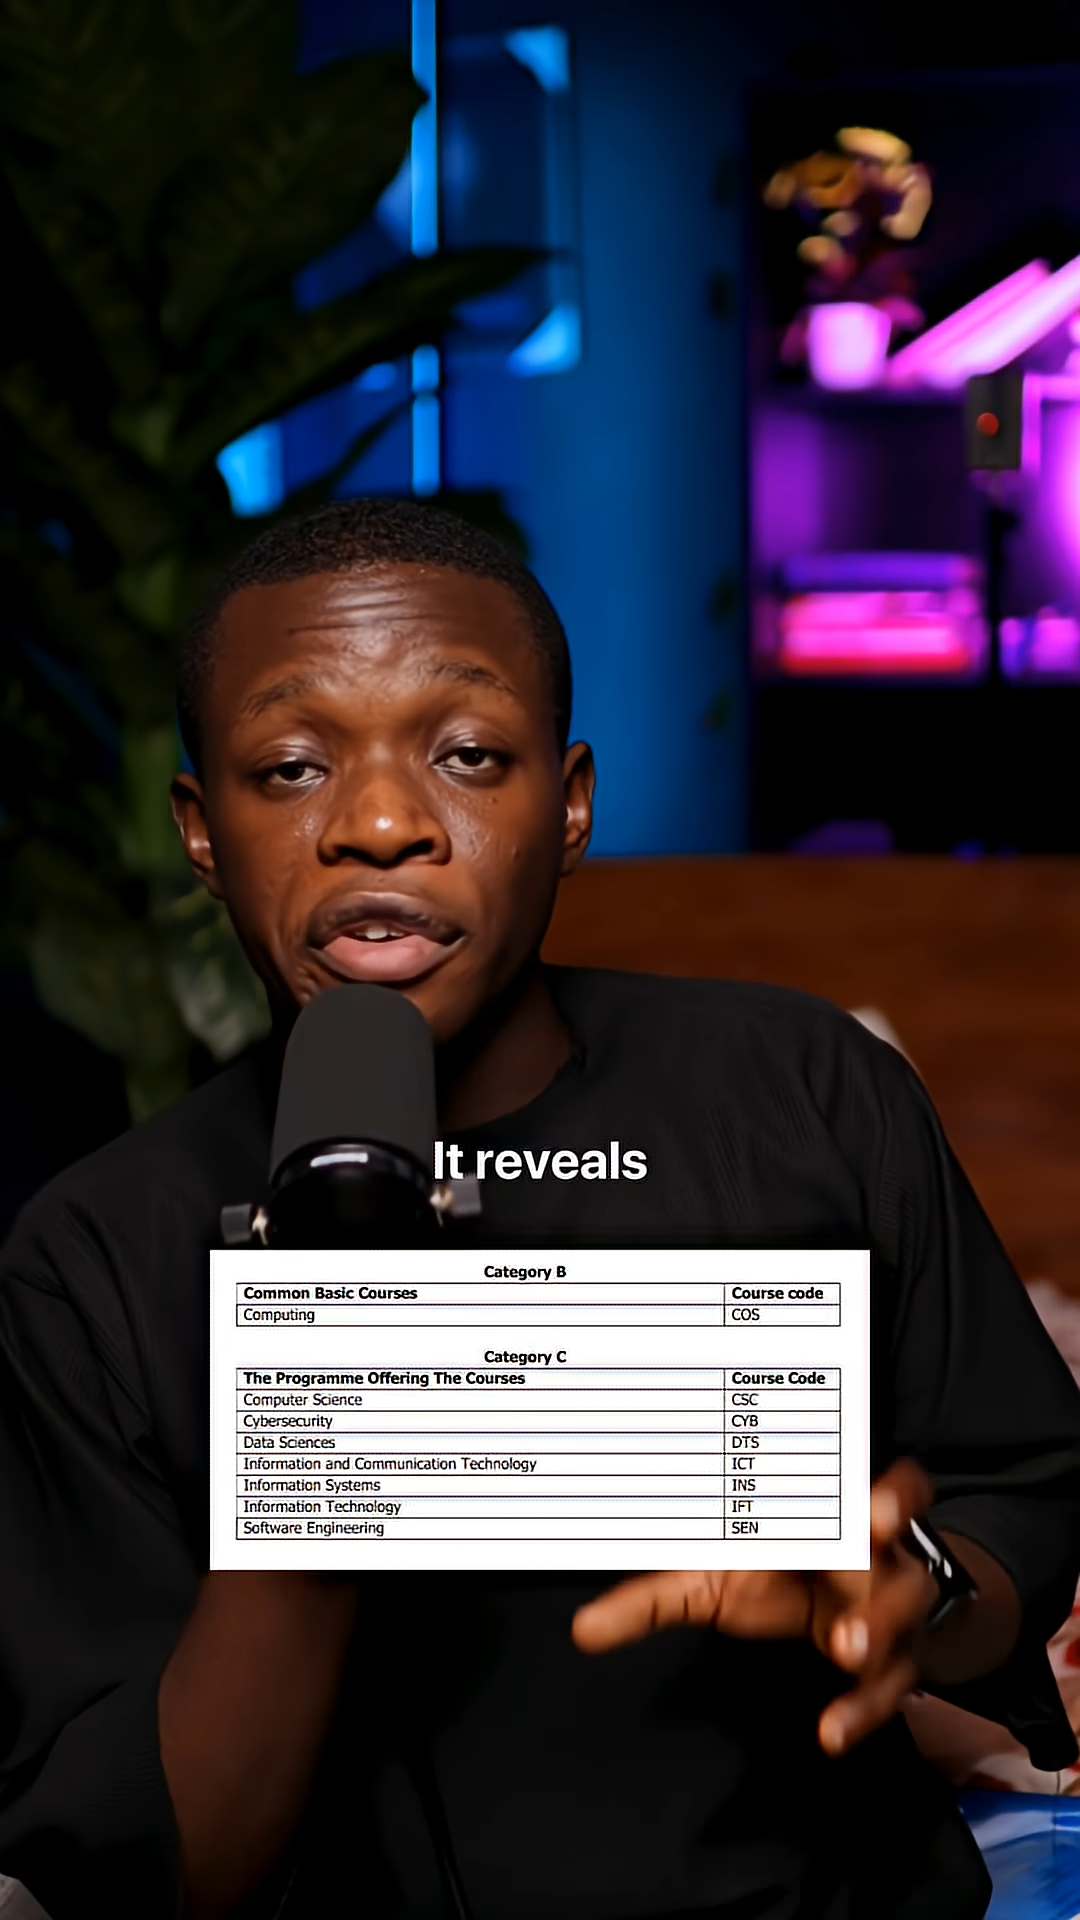 It reveals
Category B
Common Basic Courses Course code
Computing COS
Category C
The Programme Offering The Courses Course Code
Computer Science CSC
Cybersecurity CYB
Data Sciences DTS
Information and Communication Technology ICT
Information Systems INS
Information Technology IFT
Software Engineering SEN